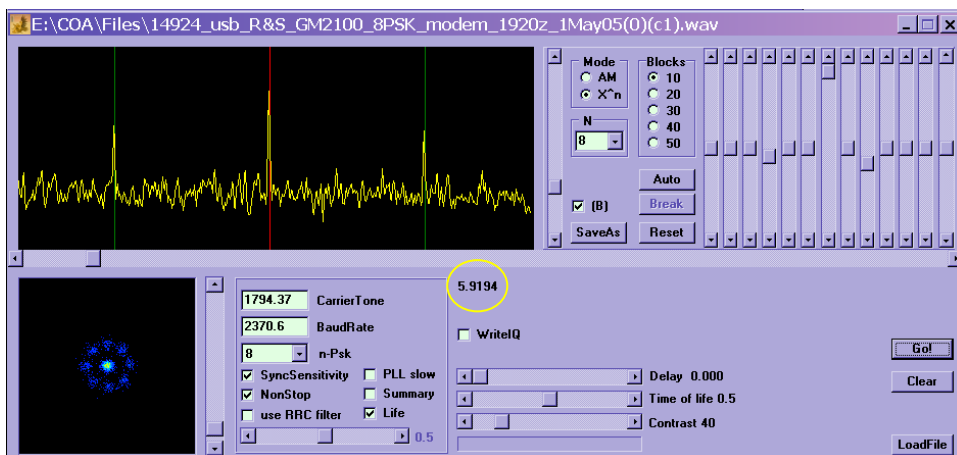 E:\COA\Files\14924_usb_R&S_GM2100_8PSK_modem_1920z_1May05(0)(c1).wav
Mode
AM
X^n
N
8
(B)
SaveAs
Blocks
10
20
30
40
50
Auto
Break
Reset
1794.37 CarrierTone
2370.6 BaudRate
8 n-Psk
SyncSensitivity PLL slow
NonStop Summary
use RRC filter Life
0.5
5.9194
WriteIQ
Delay 0.000
Time of life 0.5
Contrast 40
Go!
Clear
LoadFile